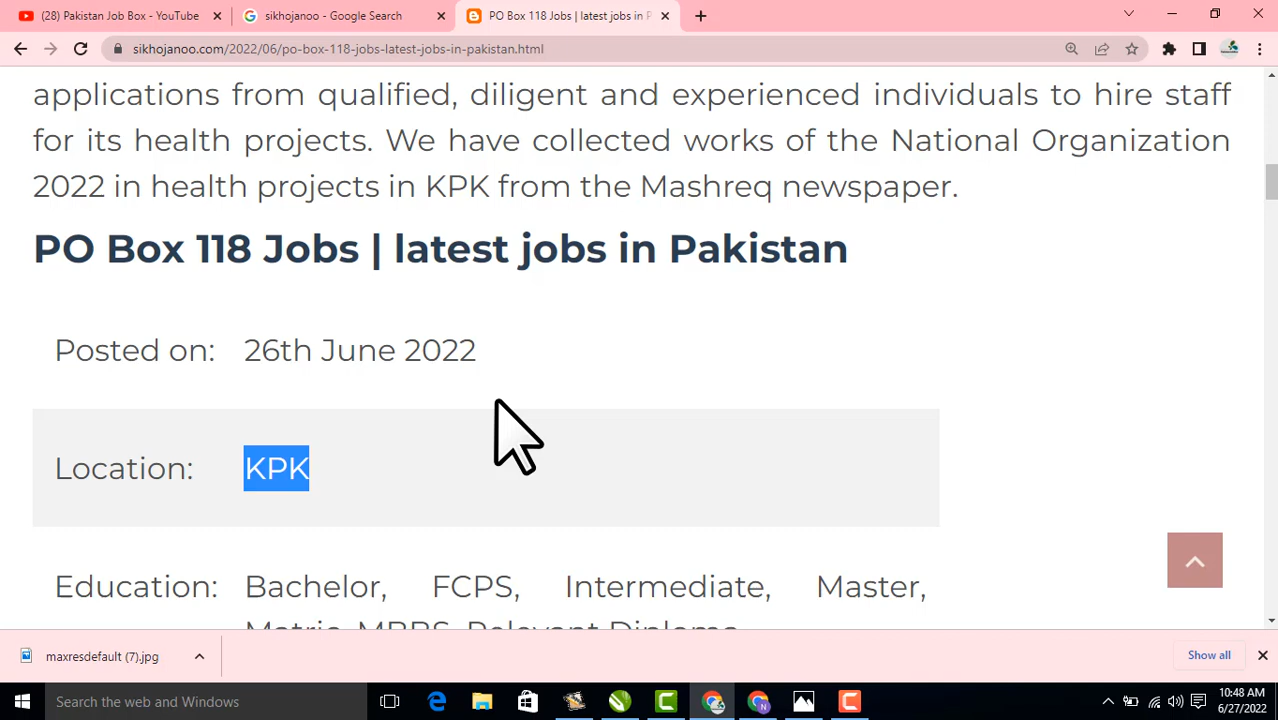 (28) Pakistan Job Box - YouTube
sikhojanoo - Google Search
PO Box 118 Jobs | latest jobs in P
sikhojanoo.com/2022/06/po-box-118-jobs-latest-jobs-in-pakistan.html
applications from qualified, diligent and experienced individuals to hire staff
for its health projects. We have collected works of the National Organization
2022 in health projects in KPK from the Mashreq newspaper.
PO Box 118 Jobs | latest jobs in Pakistan
Posted on: 26th June 2022
Location: KPK
Education: Bachelor, FCPS, Intermediate, Master,
Matric, MBBS, Relevant Diploma
maxresdefault (7).jpg
Show all
Search the web and Windows
10:48 AM
6/27/2022